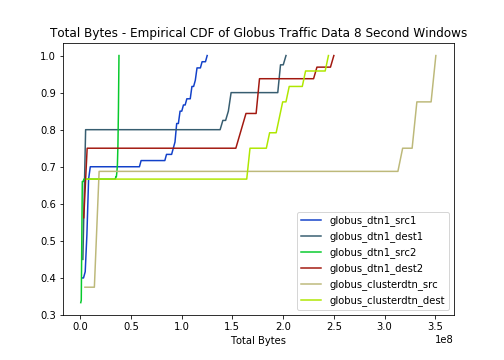 Total Bytes - Empirical CDF of Globus Traffic Data 8 Second Windows
1.0
0.9
0.8
0.7
0.6
0.5
0.4
0.3
globus_dtn1_src1
globus_dtn1_dest1
globus_dtn1_src2
globus_dtn1_dest2
globus_clusterdtn_src
globus_clusterdtn_dest
0.0 0.5 1.0 1.5 2.0 2.5 3.0 3.5
1e8
Total Bytes